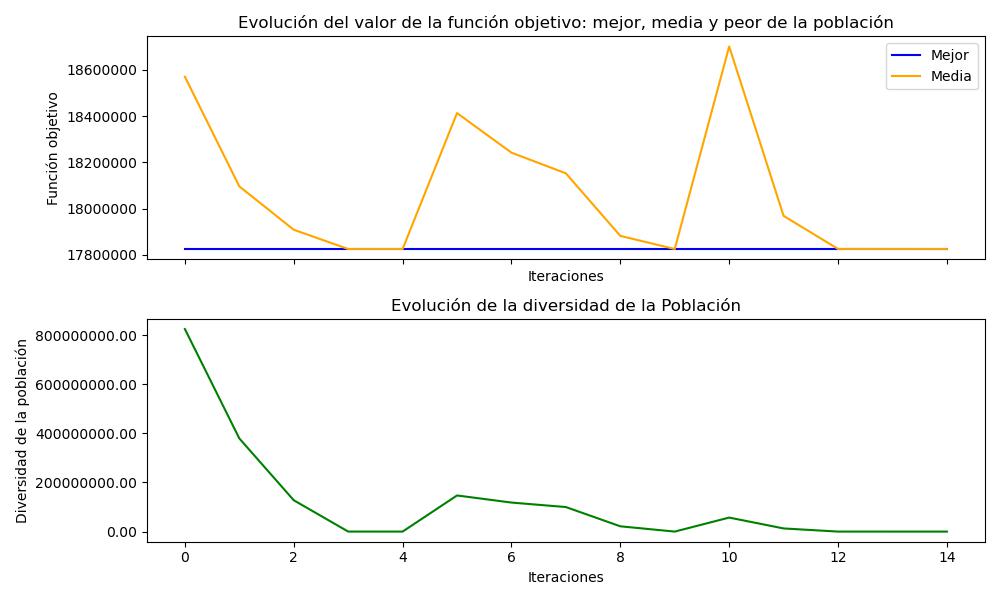 Evolución del valor de la función objetivo: mejor, media y peor de la población
Función objetivo
18600000
18400000
18200000
18000000
17800000
Mejor
Media
Iteraciones
Evolución de la diversidad de la Población
Diversidad de la población
800000000.00
600000000.00
400000000.00
200000000.00
0.00
0 2 4 6 8 10 12 14
Iteraciones